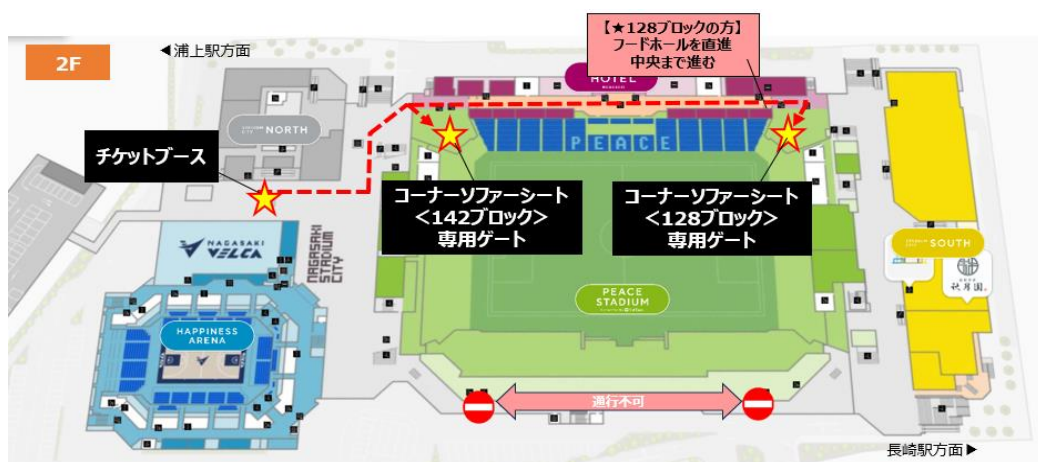 2F
◀浦上駅方面
【★128ブロックの方】
フードホールを直進
中央まで進む
HOTEL
NORTH
チケットブース
PEACE
コーナーソファーシート
<142ブロック>
専用ゲート
コーナーソファーシート
<128ブロック>
専用ゲート
NAGASAKI
VELCA
NAGASAKI
STADIUM
CITY
SOUTH
PEACE
STADIUM
HAPPINESS
ARENA
通行不可
長崎駅方面▶